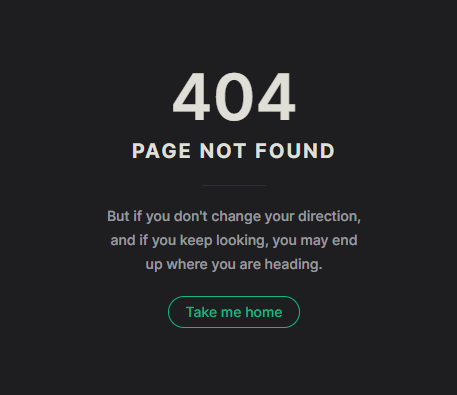 404
PAGE NOT FOUND
But if you don't change your direction,
and if you keep looking, you may end
up where you are heading.
Take me home